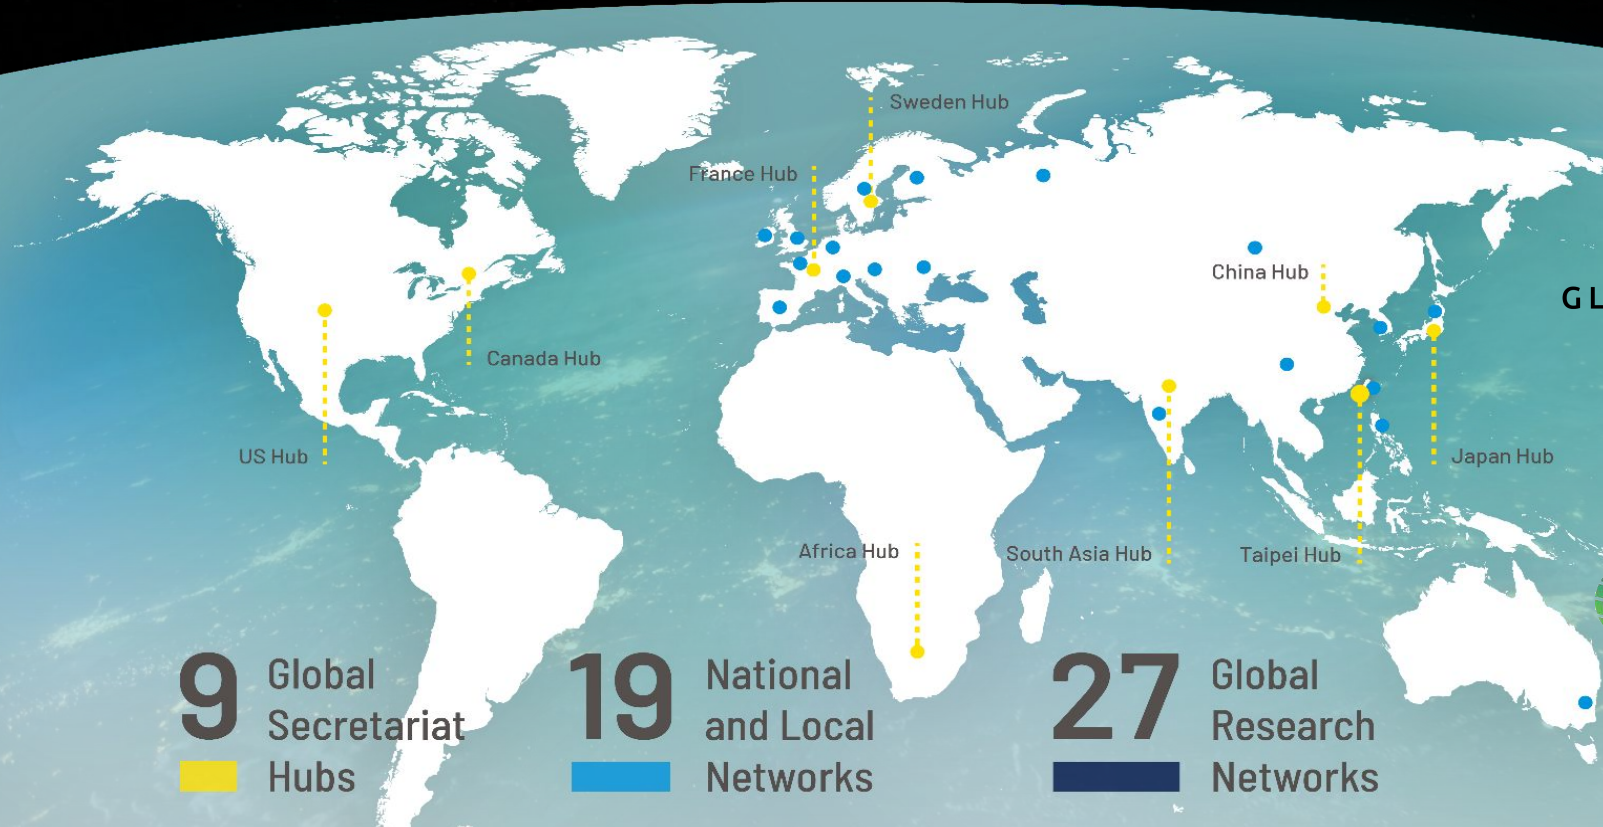 Sweden Hub
France Hub
China Hub
GL
Canada Hub
US Hub
Japan Hub
Africa Hub
South Asia Hub
Taipei Hub
9
Global
Secretariat
Hubs
19
National
and Local
Networks
27
Global
Research
Networks